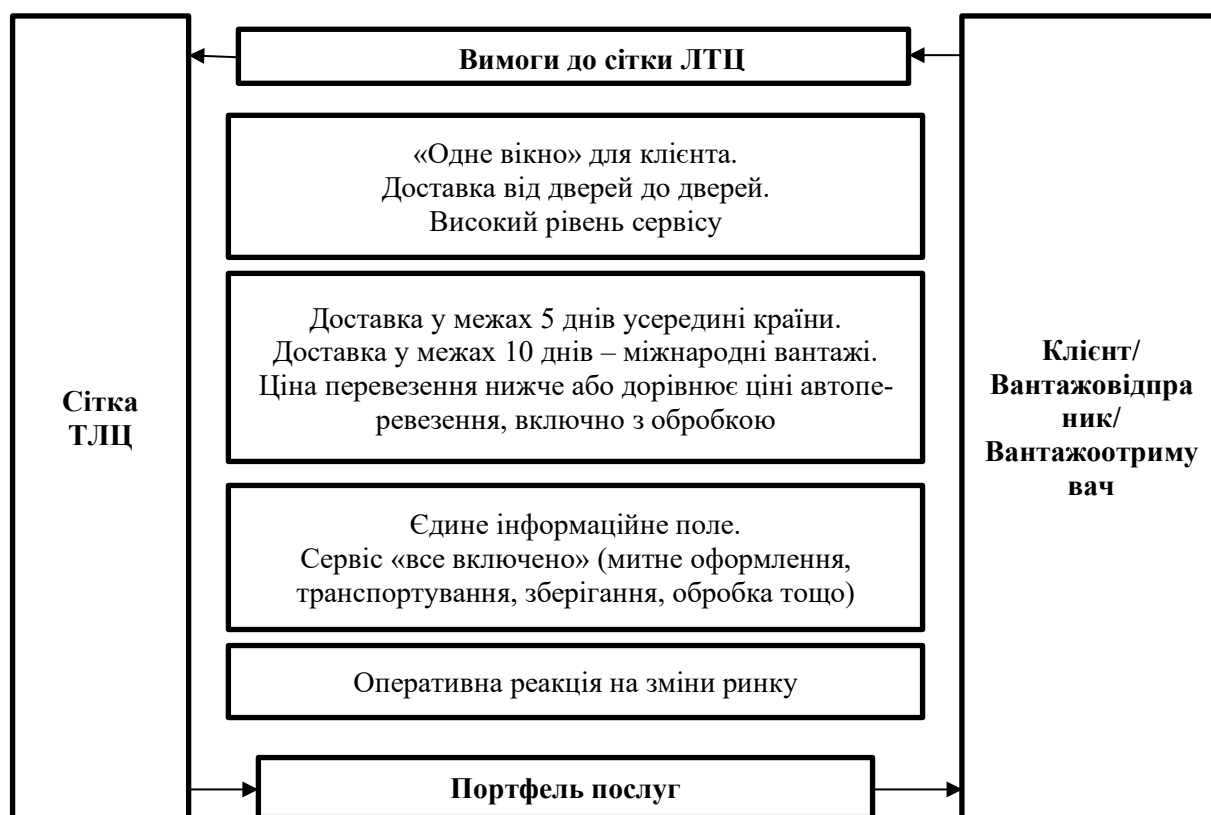 Вимоги до сітки ЛТЦ
«Одне вікно» для клієнта.
Доставка від дверей до дверей.
Високий рівень сервісу
Доставка у межах 5 днів усередині країни.
Доставка у межах 10 днів – міжнародні вантажі.
Ціна перевезення нижче або дорівнює ціні автопе-
ревезення, включно з обробкою
Сітка
ТЛЦ
Клієнт/
Вантажовідпра
ник/
Вантажоотриму
вач
Єдине інформаційне поле.
Сервіс «все включено» (митне оформлення,
транспортування, зберігання, обробка тощо)
Оперативна реакція на зміни ринку
Портфель послуг